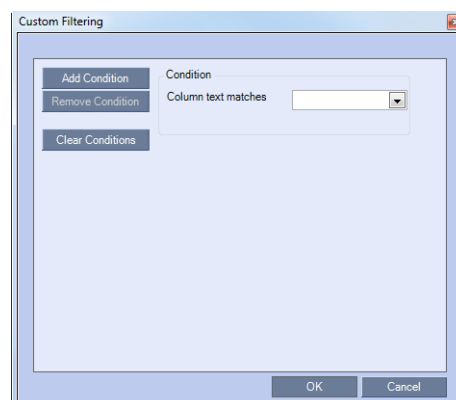 Custom Filtering
Add Condition
Remove Condition
Clear Conditions
Condition
Column text matches
OK
Cancel